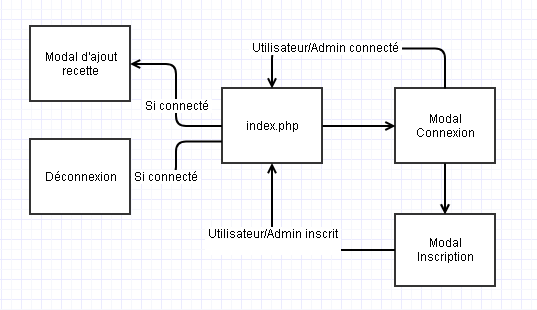 Utilisateur/Admin connecté
Modal d'ajout
recette
Si connecté
index.php
Modal
Connexion
Déconnexion
Si connecté
Utilisateur/Admin inscrit
Modal
Inscription